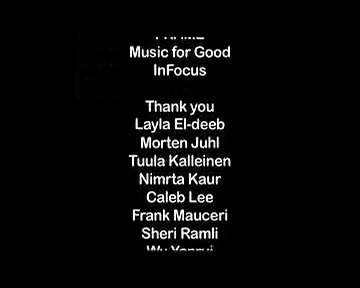 Music for Good
InFocus
Thank you
Layla El-deeb
Morten Juhl
Tuula Kalleinen
Nimrta Kaur
Caleb Lee
Frank Mauceri
Sheri Ramli